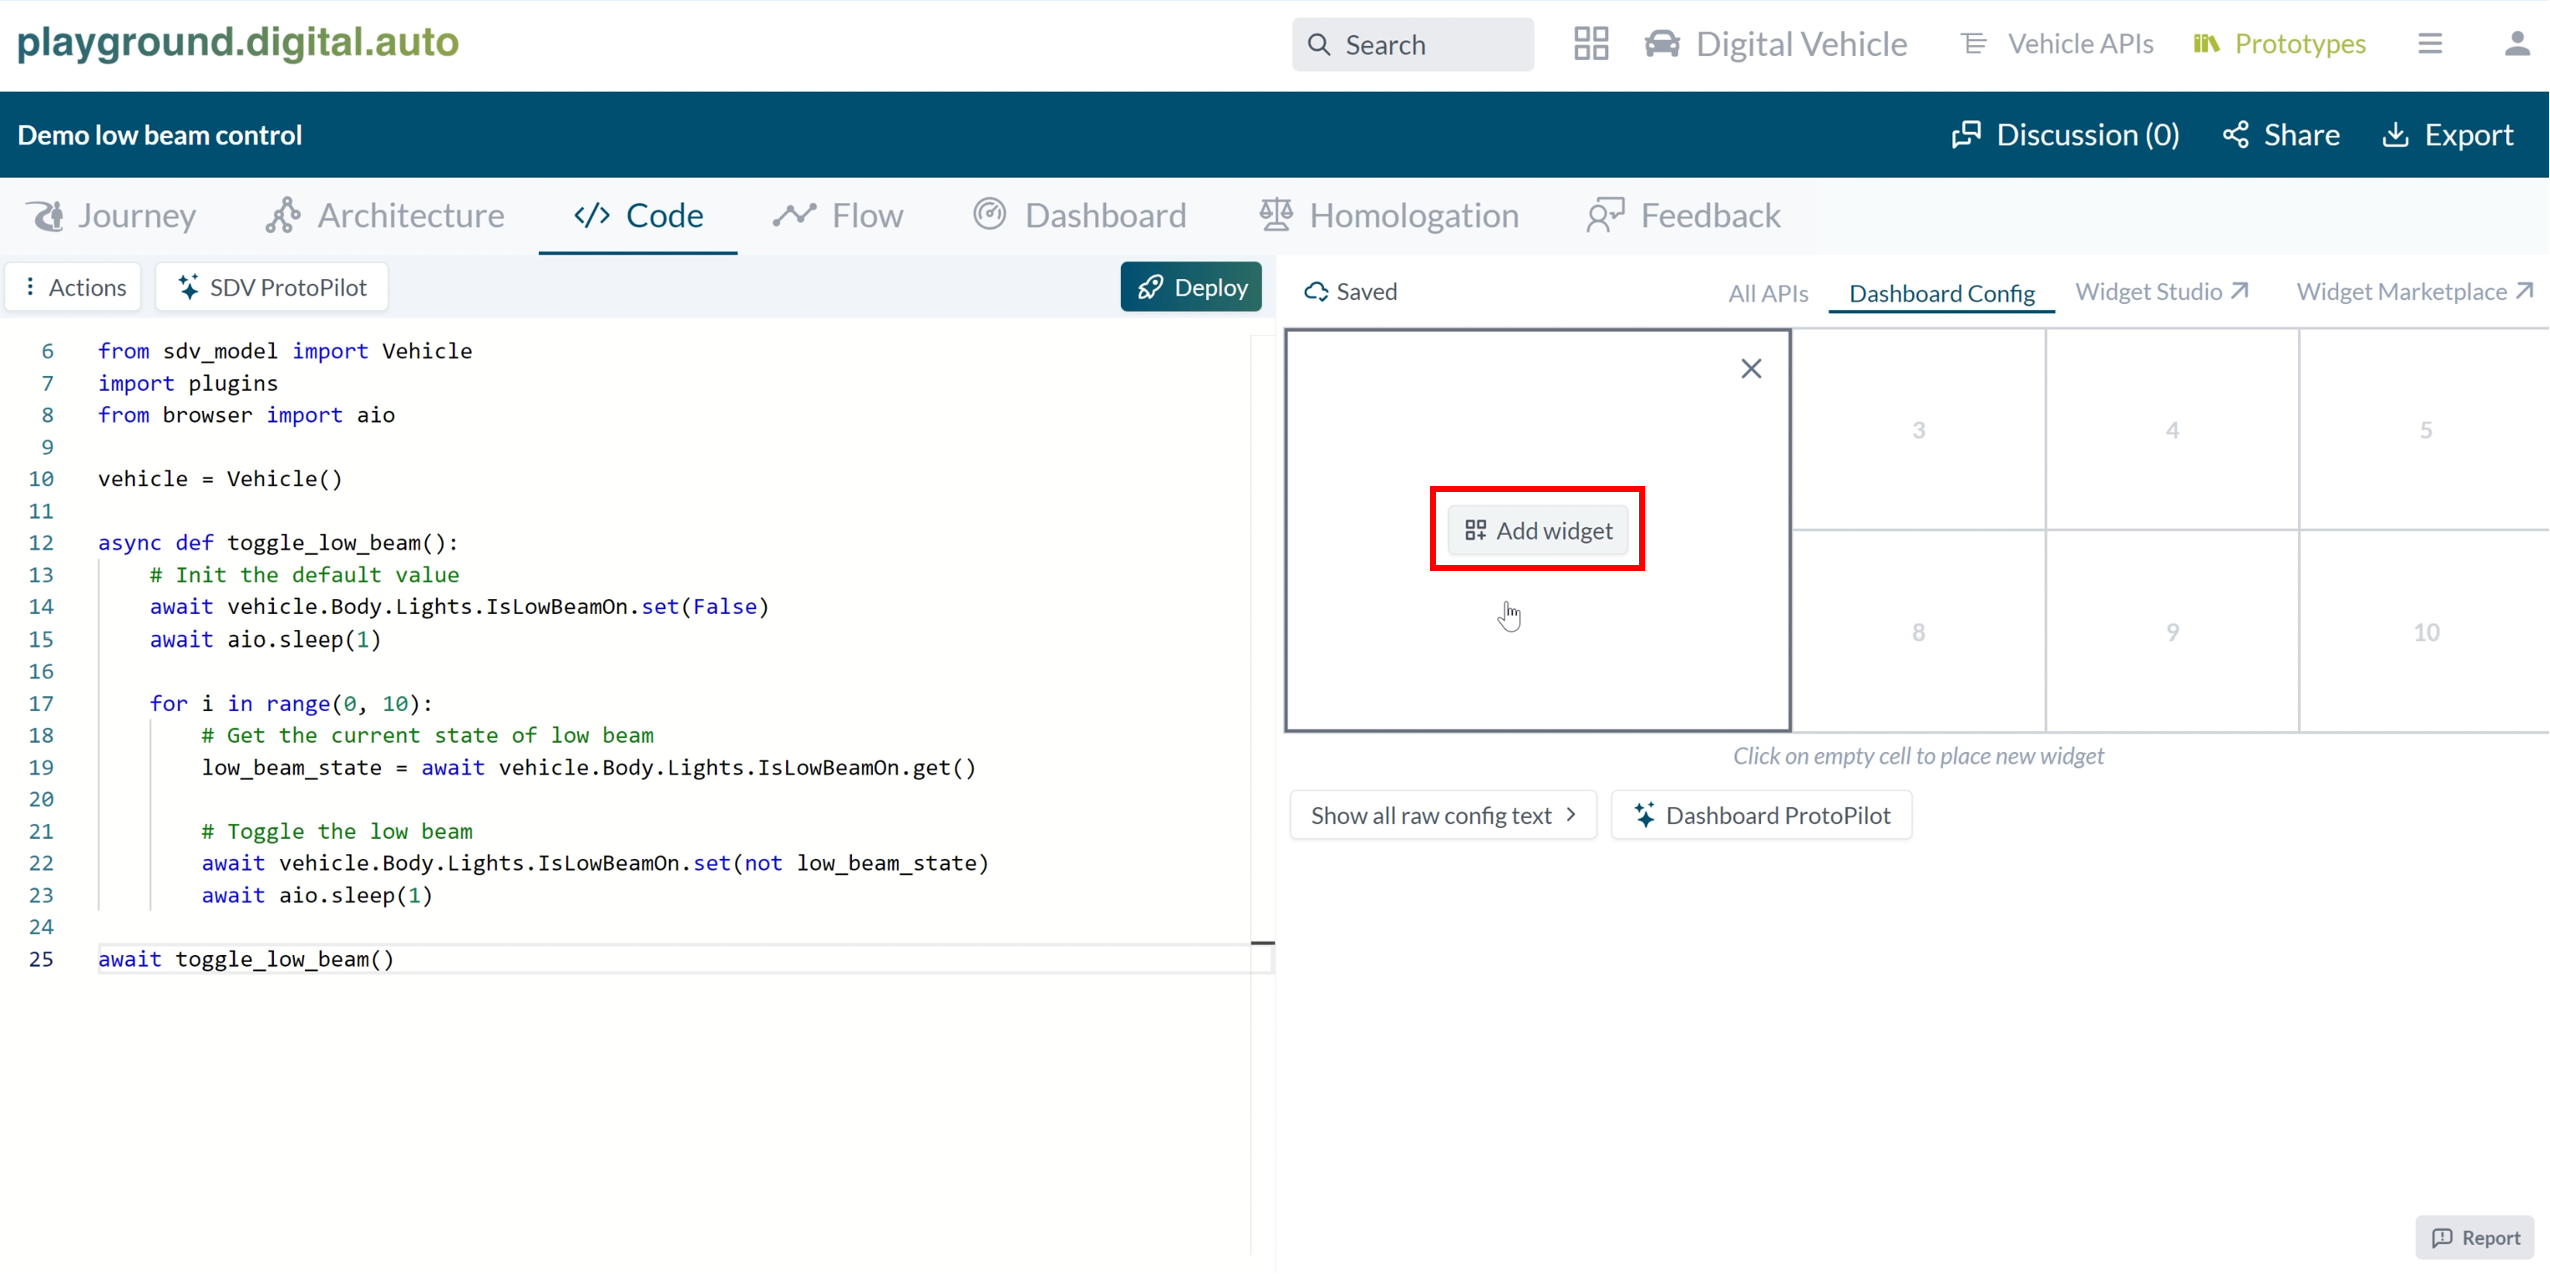 playground.digital.auto
Search
Digital Vehicle
Vehicle APIs
Prototypes
Demo low beam control
Discussion (0)
Share
Export
Journey
Architecture
</> Code
Flow
Dashboard
Homologation
Feedback
Actions
SDV ProtoPilot
Deploy
Saved
All APIs
Dashboard Config
Widget Studio
Widget Marketplace
6 from sdv_model import Vehicle
7 import plugins
8 from browser import aio
9
10 vehicle = Vehicle()
11
12 async def toggle_low_beam():
13     # Init the default value
14     await vehicle.Body.Lights.IsLowBeamOn.set(False)
15     await aio.sleep(1)
16
17     for i in range(0, 10):
18         # Get the current state of low beam
19         low_beam_state = await vehicle.Body.Lights.IsLowBeamOn.get()
20
21         # Toggle the low beam
22         await vehicle.Body.Lights.IsLowBeamOn.set(not low_beam_state)
23         await aio.sleep(1)
24
25 await toggle_low_beam()
Add widget
3
4
5
8
9
10
Click on empty cell to place new widget
Show all raw config text
Dashboard ProtoPilot
Report